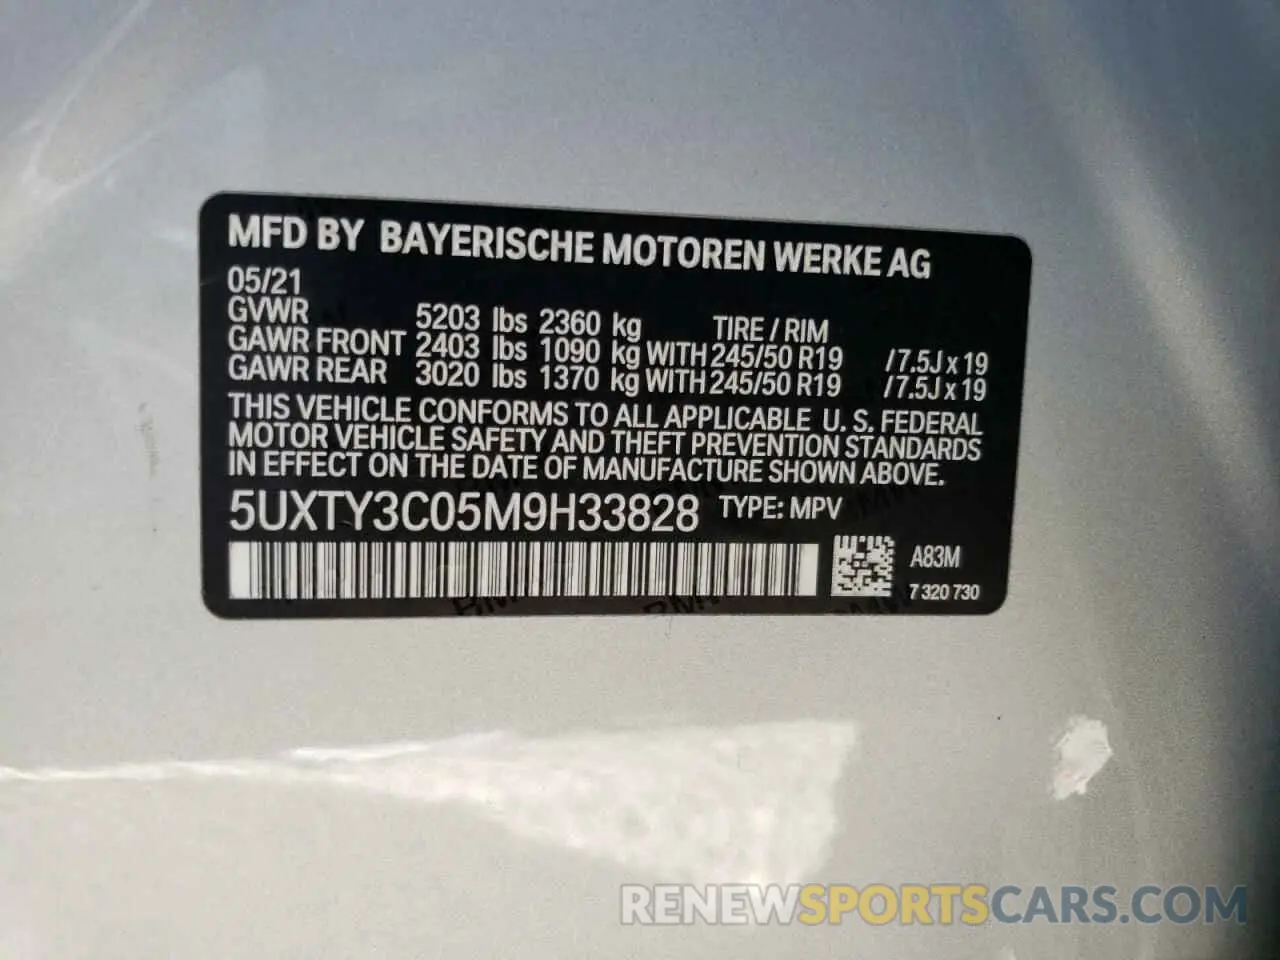 MFD BY BAYERISCHE MOTOREN WERKE AG
05/21
GVWR 5203 lbs 2360 kg TIRE / RIM
GAWR FRONT 2403 lbs 1090 kg WITH 245/50 R19 /7.5J x 19
GAWR REAR 3020 lbs 1370 kg WITH 245/50 R19 /7.5J x 19
THIS VEHICLE CONFORMS TO ALL APPLICABLE U. S. FEDERAL
MOTOR VEHICLE SAFETY AND THEFT PREVENTION STANDARDS
IN EFFECT ON THE DATE OF MANUFACTURE SHOWN ABOVE.
5UXTY3C05M9H33828 TYPE: MPV
A83M
7 320 730
RENEWSPORTSCARS.COM